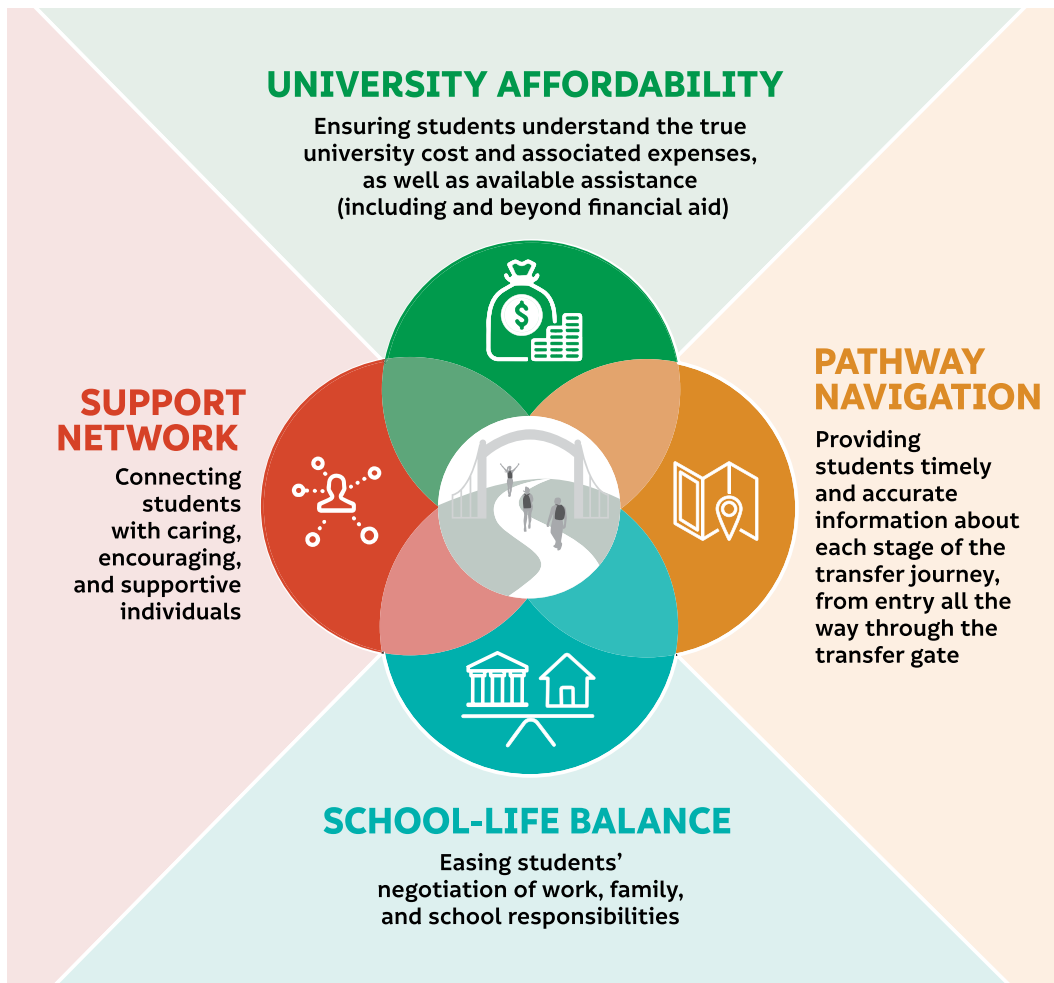 UNIVERSITY AFFORDABILITY
Ensuring students understand the true
university cost and associated expenses,
as well as available assistance
(including and beyond financial aid)
$
SUPPORT
NETWORK
Connecting
students
with caring,
encouraging,
and supportive
individuals
PATHWAY
NAVIGATION
Providing
students timely
and accurate
information about
each stage of the
transfer journey,
from entry all the
way through the
transfer gate
SCHOOL-LIFE BALANCE
Easing students’
negotiation of work, family,
and school responsibilities